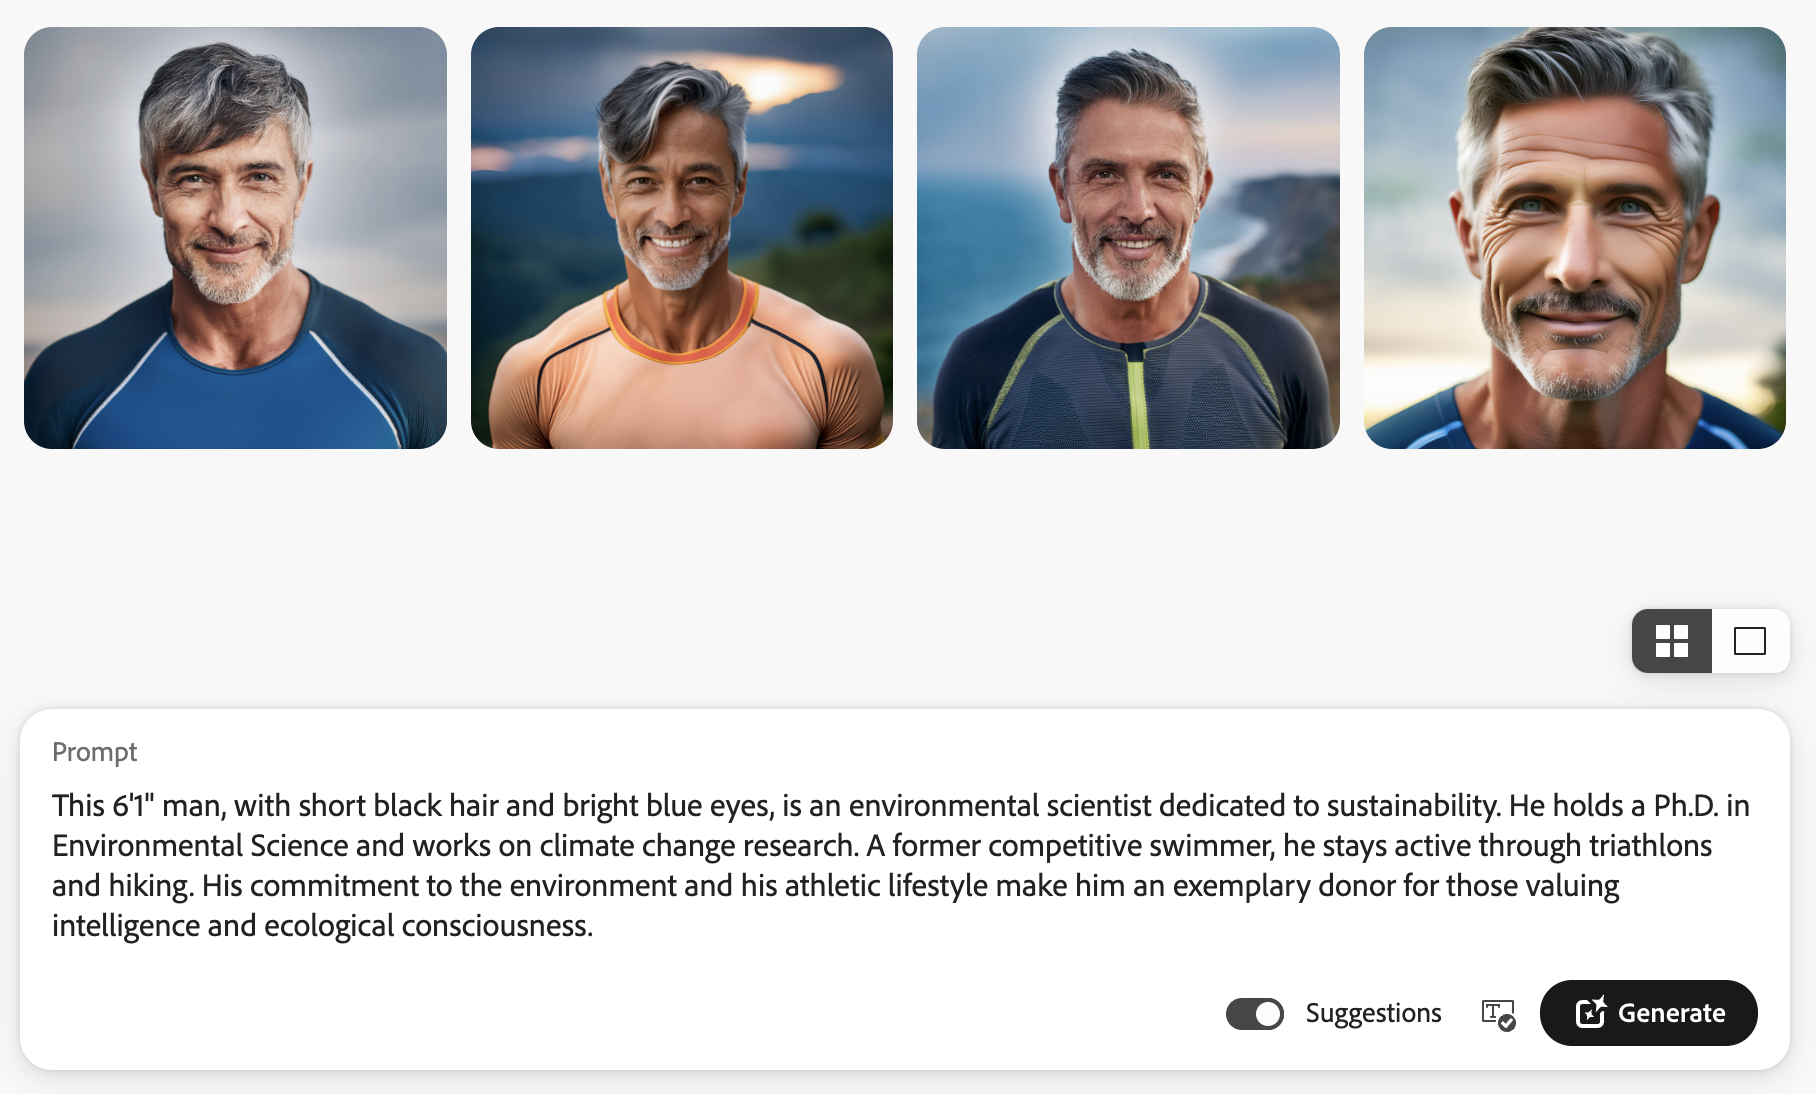 Prompt
This 6'1" man, with short black hair and bright blue eyes, is an environmental scientist dedicated to sustainability. He holds a Ph.D. in
Environmental Science and works on climate change research. A former competitive swimmer, he stays active through triathlons
and hiking. His commitment to the environment and his athletic lifestyle make him an exemplary donor for those valuing
intelligence and ecological consciousness.
Suggestions
Generate